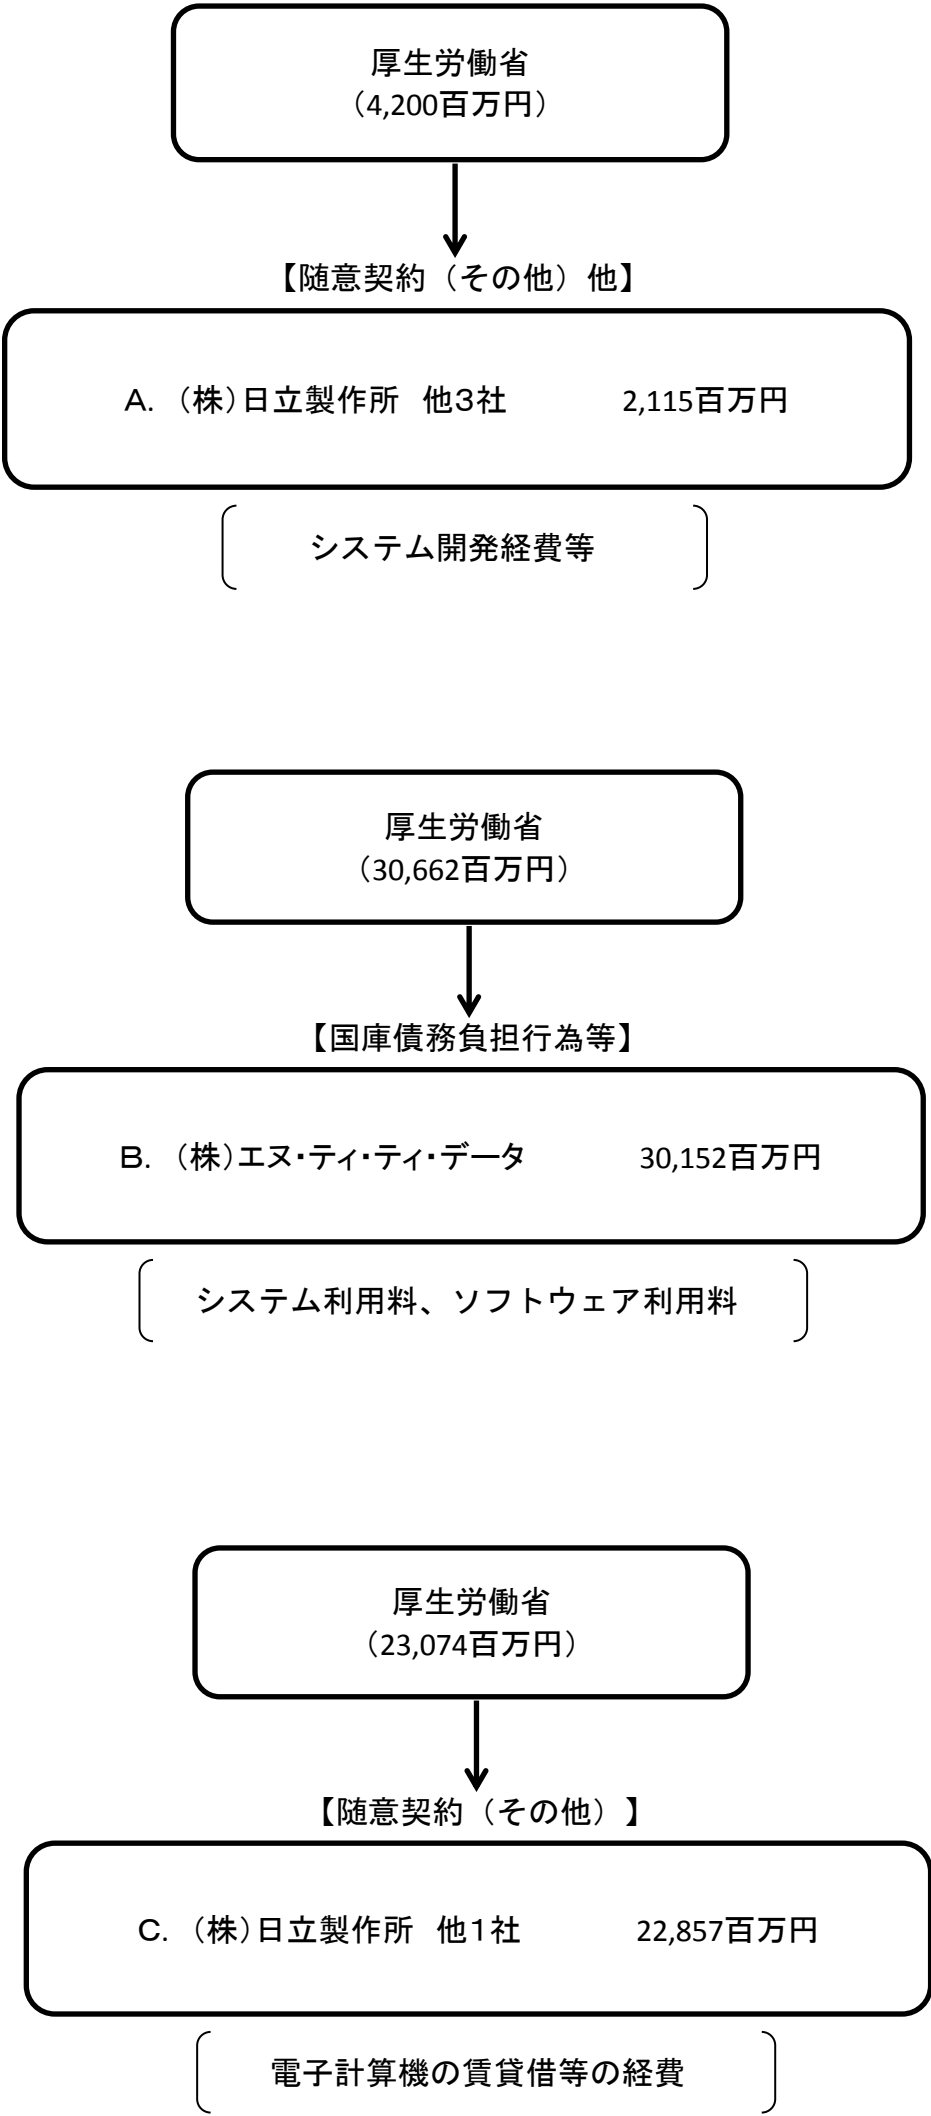 厚生労働省
（4,200百万円）
【随意契約（その他）他】
A. （株）日立製作所 他3社 2,115百万円
システム開発経費等
厚生労働省
（30,662百万円）
【国庫債務負担行為等】
B. （株）エヌ・ティ・ティ・データ 30,152百万円
システム利用料、ソフトウェア利用料
厚生労働省
（23,074百万円）
【随意契約（その他）】
C. （株）日立製作所 他1社 22,857百万円
電子計算機の賃貸借等の経費